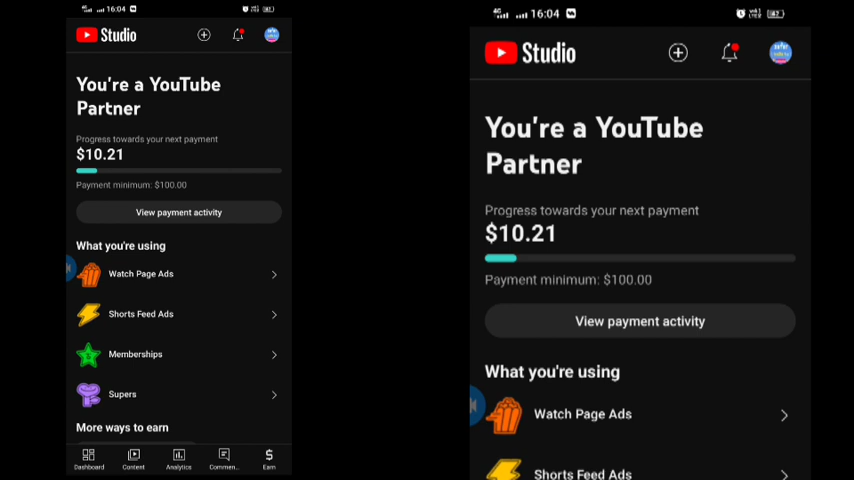 4G 16:04
Studio
You're a YouTube
Partner
Progress towards your next payment
$10.21
Payment minimum: $100.00
View payment activity
What you're using
Watch Page Ads
Shorts Feed Ads
Memberships
Supers
More ways to earn
Dashboard Content Analytics Commen... Earn
4G 16:04
Studio
You're a YouTube
Partner
Progress towards your next payment
$10.21
Payment minimum: $100.00
View payment activity
What you're using
Watch Page Ads
Shorts Feed Ads